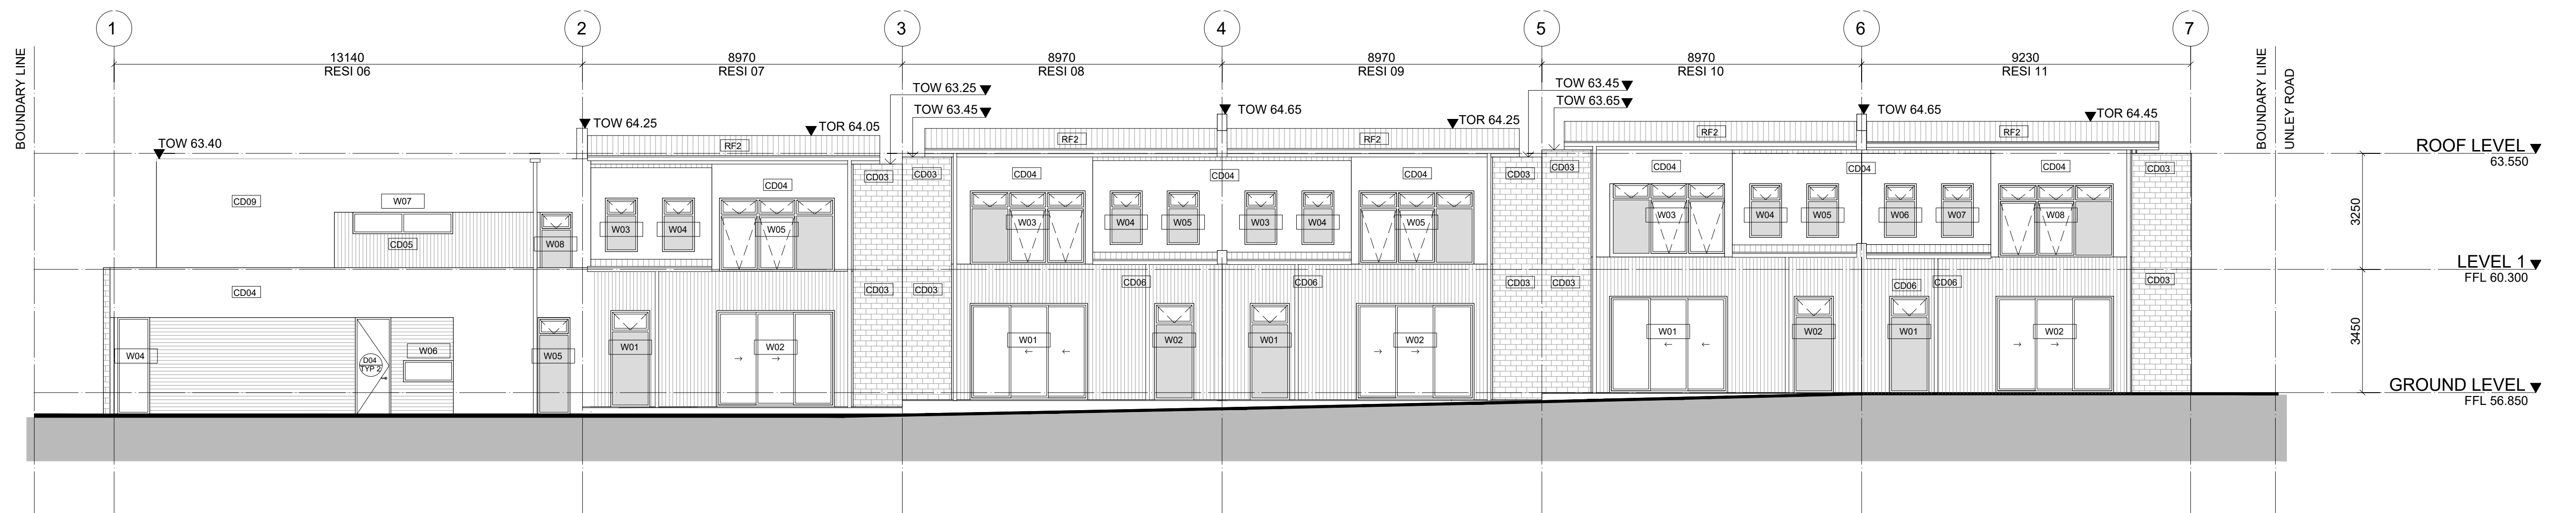 1 2 3 4 5 6 7
BOUNDARY LINE
BOUNDARY LINE
UNLEY ROAD
13140 8970 8970 8970 8970 9230
RESI 06 RESI 07 RESI 08 RESI 09 RESI 10 RESI 11
TOW 63.25 TOW 63.45
TOW 63.45 TOW 63.65
TOW 64.65 TOW 64.65
TOW 64.25 TOR 64.05 TOR 64.25 TOR 64.45
TOW 63.40
RF2 RF2 RF2 RF2 RF2
ROOF LEVEL
63.550
CD03 CD04 CD04 CD04 CD03 CD03 CD04 CD04 CD04 CD03
CD03
CD04
CD09 W07
W03 W04 W05 W03 W04 W05 W03 W04 W05 W03 W04 W05 W06 W07 W08
CD05 W08
3250
LEVEL 1
FFL 60.300
CD04 CD03 CD03 CD06 CD06 CD03 CD03 CD06 CD06 CD03
W04 D04 W06 W05 W01 W02 W01 W02 W01 W02 W01 W02 W01 W02
TYP 2
3450
GROUND LEVEL
FFL 56.850